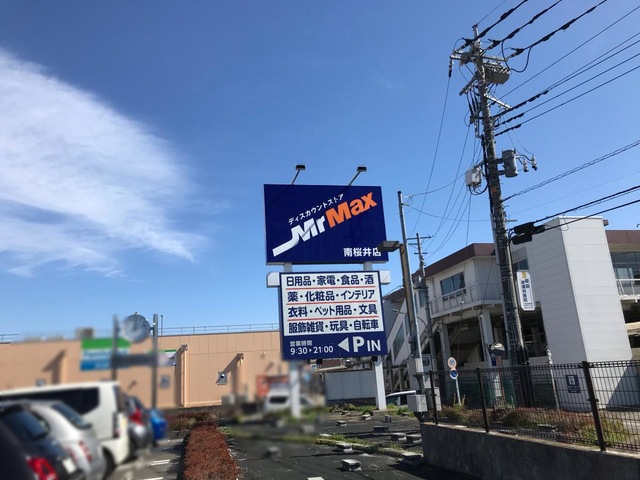 ディスカウントストア
MrMax
南桜井店
日用品・家電・食品・酒
薬・化粧品・インテリア
衣料・ペット用品・文具
服飾雑貨・玩具・自転車
営業時間
9:30▶21:00
◀P IN